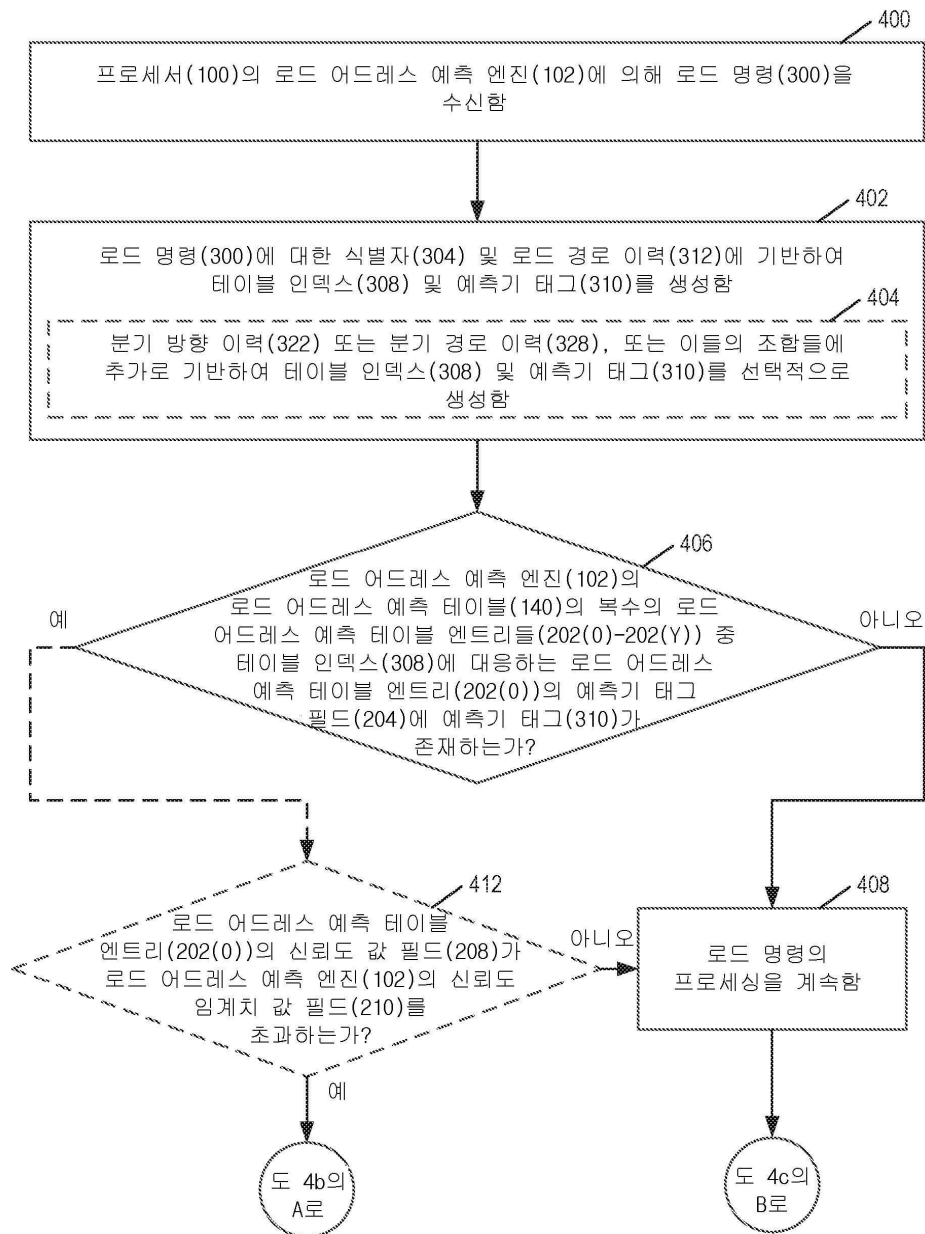 400
프로세서(100)의 로드 어드레스 예측 엔진(102)에 의해 로드 명령(300)을
수신함
402
로드 명령(300)에 대한 식별자(304) 및 로드 경로 이력(312)에 기반하여
테이블 인덱스(308) 및 예측기 태그(310)를 생성함
404
분기 방향 이력(322) 또는 분기 경로 이력(328), 또는 이들의 조합들에
추가로 기반하여 테이블 인덱스(308) 및 예측기 태그(310)를 선택적으로
생성함
406
로드 어드레스 예측 엔진(102)의
로드 어드레스 예측 테이블(140)의 복수의 로드
어드레스 예측 테이블 엔트리들(202(0)-202(Y)) 중
테이블 인덱스(308)에 대응하는 로드 어드레스
예측 테이블 엔트리(202(0))의 예측기 태그
필드(204)에 예측기 태그(310)가
존재하는가?
예
아니오
412
로드 어드레스 예측 테이블
엔트리(202(0))의 신뢰도 값 필드(208)가
로드 어드레스 예측 엔진(102)의 신뢰도
임계치 값 필드(210)를
초과하는가?
아니오
예
408
로드 명령의
프로세싱을 계속함
도 4b의
A로
도 4c의
B로